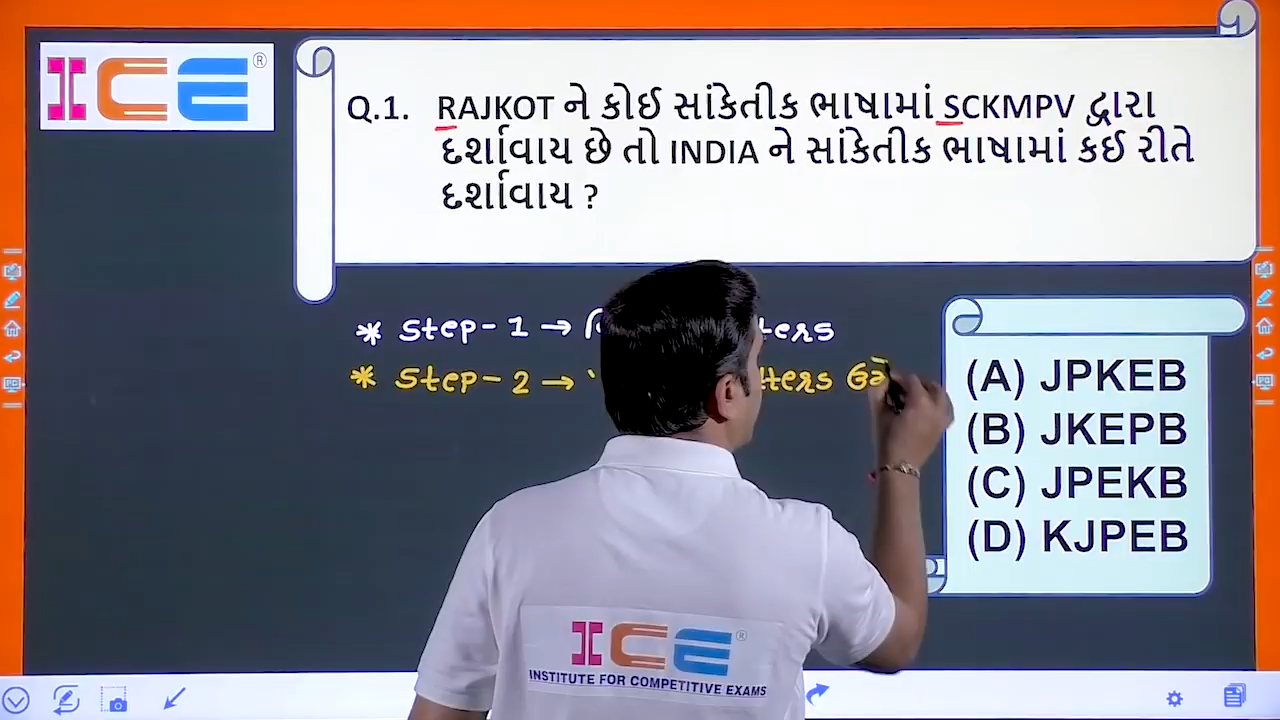 ICE ®
Q.1. RAJKOT ને કોઈ સાંકેતીક ભાષામાં SCKMPV દ્વારા
દર્શાવાય છે તો INDIA ને સાંકેતીક ભાષામાં કઈ રીતે
દર્શાવાય ?
* Step-1 →
* Step-2 →
(A) JPKEB
(B) JKEPB
(C) JPEKB
(D) KJPEB
ICE ®
INSTITUTE FOR COMPETITIVE EXAMS